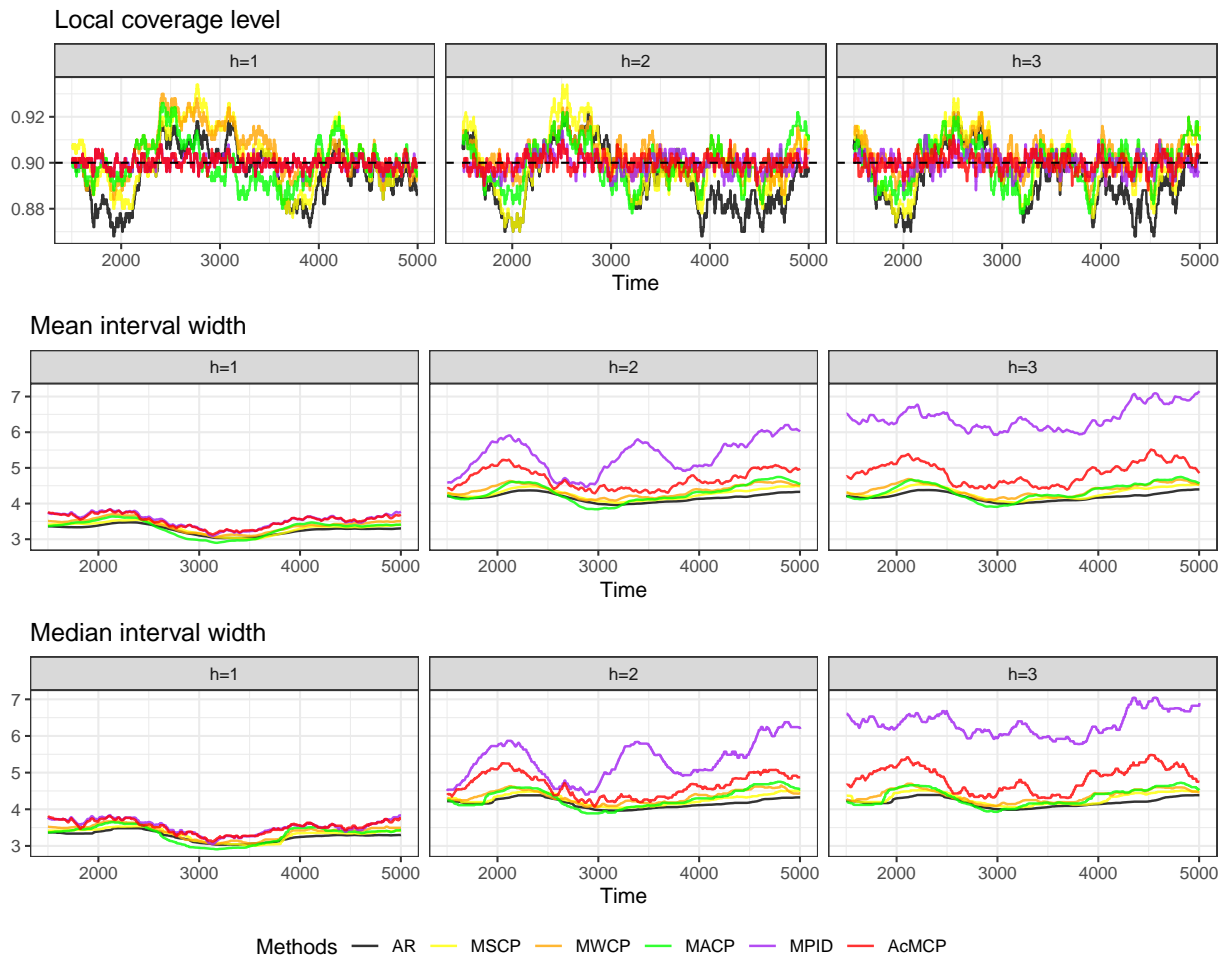 Local coverage level
h=1 h=2 h=3
0.92
0.90
0.88
2000 3000 4000 5000 2000 3000 4000 5000 2000 3000 4000 5000
Time
Mean interval width
h=1 h=2 h=3
7
6
5
4
3
2000 3000 4000 5000 2000 3000 4000 5000 2000 3000 4000 5000
Time
Median interval width
h=1 h=2 h=3
7
6
5
4
3
2000 3000 4000 5000 2000 3000 4000 5000 2000 3000 4000 5000
Time
Methods AR MSCP MWCP MACP MPID AcMCP